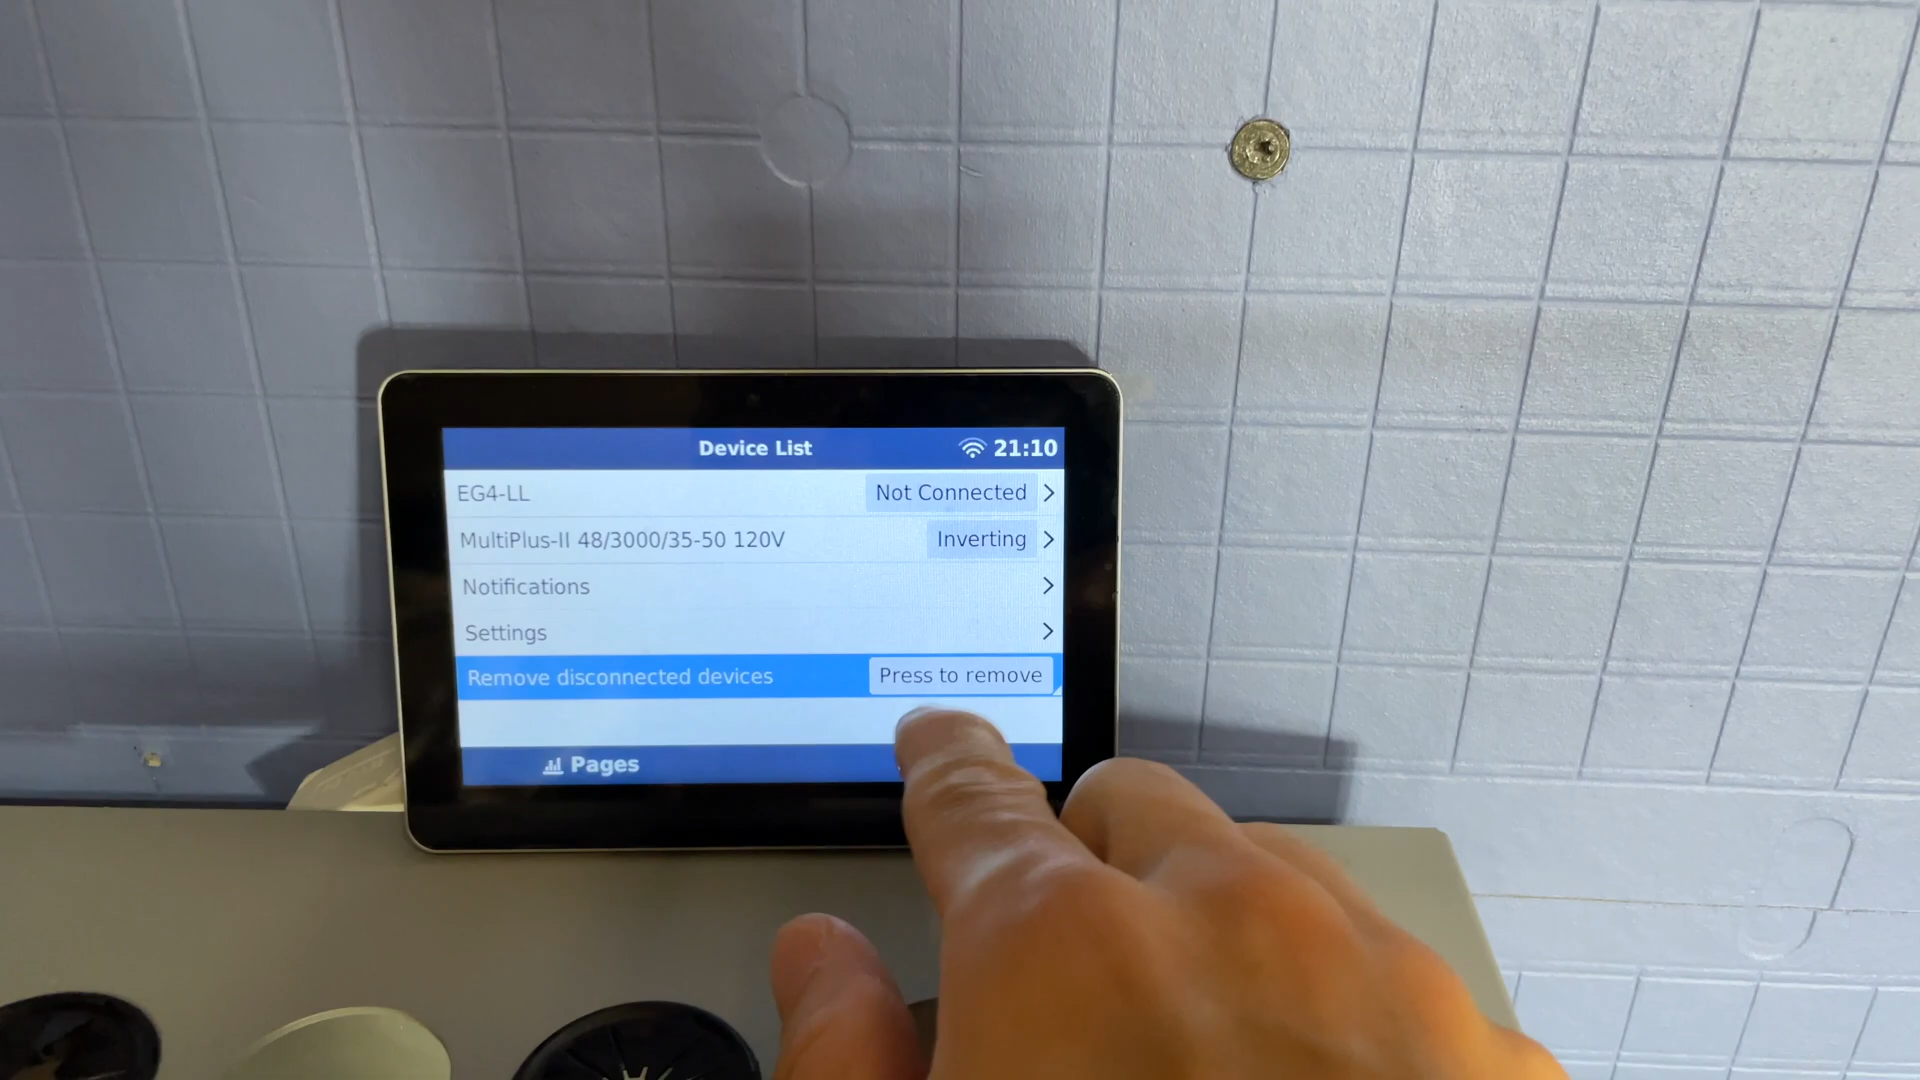 Device List 21:10
EG4-LL Not Connected
MultiPlus-II 48/3000/35-50 120V Inverting
Notifications
Settings
Remove disconnected devices Press to remove
Pages